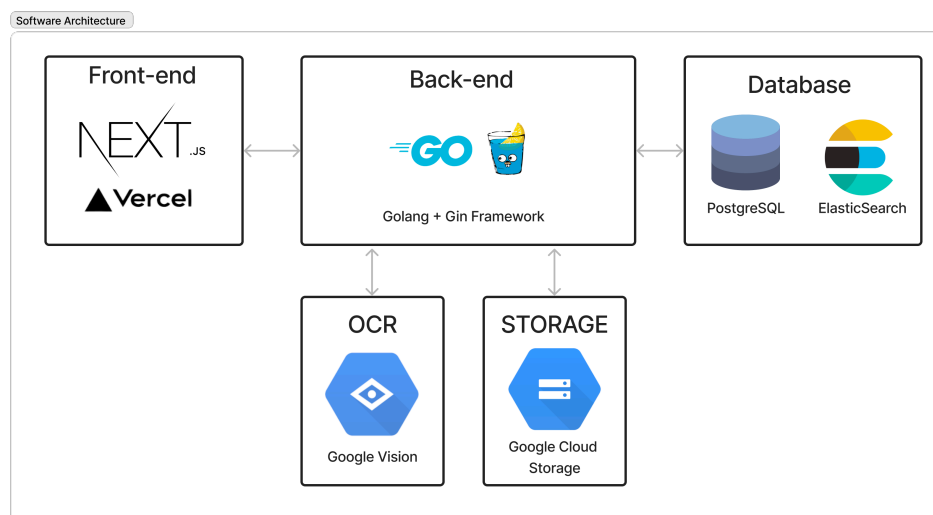 Software Architecture
Front-end
NEXT.JS
Vercel
Back-end
GO
Golang + Gin Framework
Database
PostgreSQL
ElasticSearch
OCR
Google Vision
STORAGE
Google Cloud
Storage